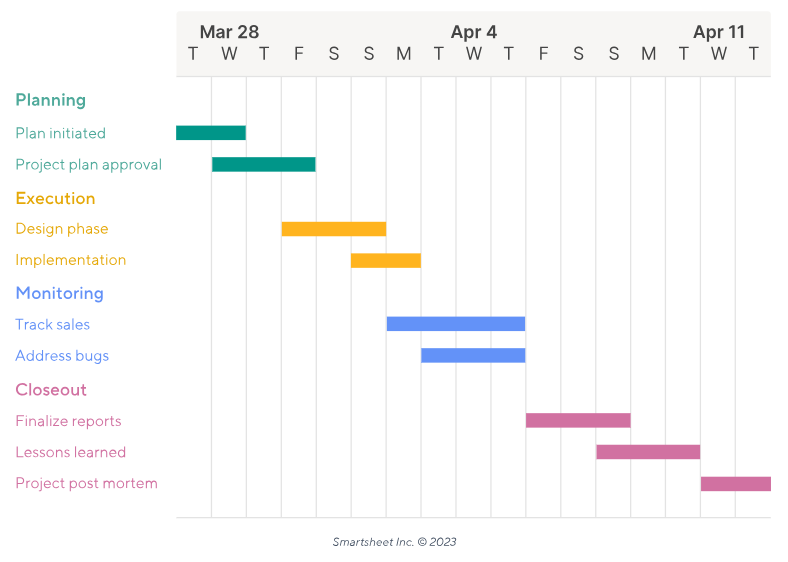 Mar 28 Apr 4 Apr 11
T W T F S S M T W T F S S M T W T
Planning
Plan initiated
Project plan approval
Execution
Design phase
Implementation
Monitoring
Track sales
Address bugs
Closeout
Finalize reports
Lessons learned
Project post mortem
Smartsheet Inc. © 2023